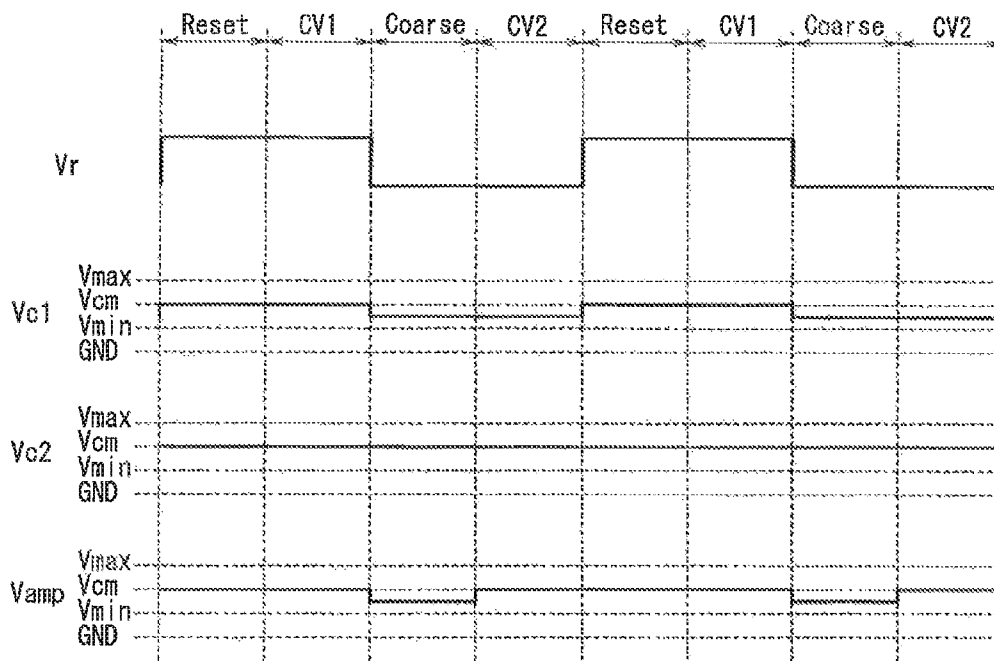 Reset CV1 Coarse CV2 Reset CV1 Coarse CV2
Vr
Vmax
Vcm
Vc1
Vmin
GND
Vmax
Vcm
Vc2
Vmin
GND
Vmax
Vcm
Vamp
Vmin
GND